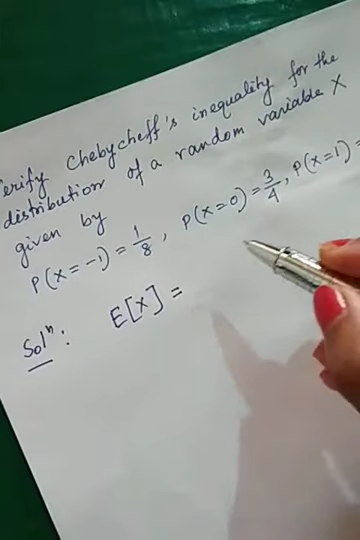 erify Chebycheff's inequality for the
distribution of a random variable X
given by
P(X=-1) = 1/8, P(X=0) = 3/4, P(X=1) =
Solⁿ: E[X] =